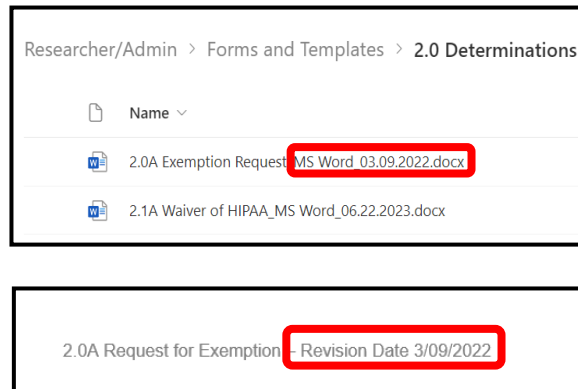 Researcher/Admin > Forms and Templates > 2.0 Determinations
Name
2.0A Exemption Request_MS Word_03.09.2022.docx
2.1A Waiver of HIPAA_MS Word_06.22.2023.docx
2.0A Request for Exemption – Revision Date 3/09/2022